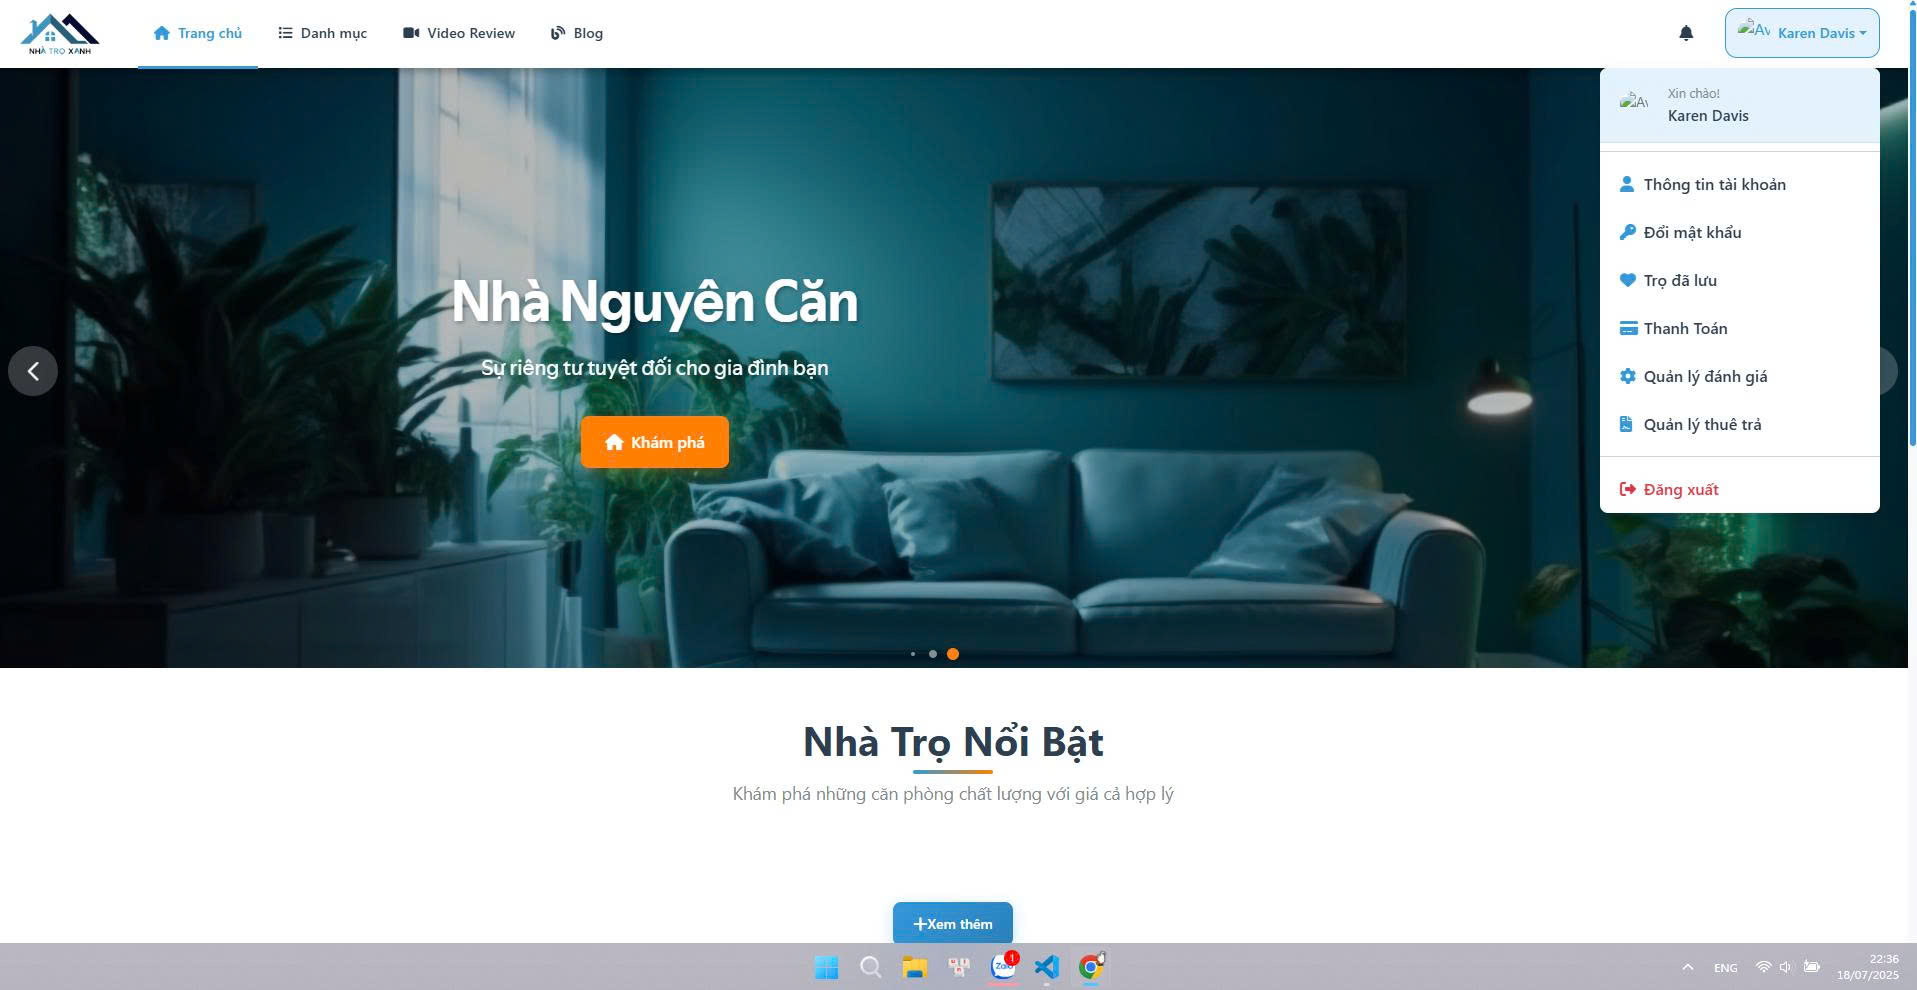 NHÀ TRỌ XANH
Trang chủ
Danh mục
Video Review
Blog
Karen Davis
Xin chào!
Karen Davis
Thông tin tài khoản
Đổi mật khẩu
Trọ đã lưu
Thanh Toán
Quản lý đánh giá
Quản lý thuê trả
Đăng xuất
Nhà Nguyên Căn
Sự riêng tư tuyệt đối cho gia đình bạn
Khám phá
Nhà Trọ Nổi Bật
Khám phá những căn phòng chất lượng với giá cả hợp lý
+Xem thêm
Zalo
1
ENG
22:36
18/07/2025